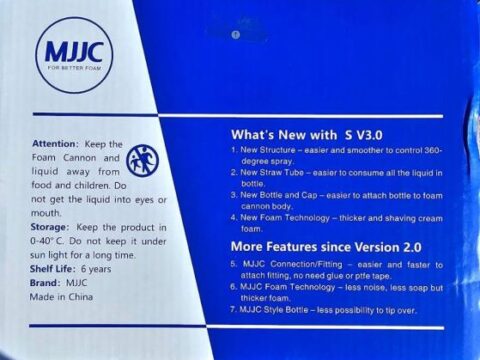 MJJC
FOR BETTER FOAM
Attention: Keep the
Foam Cannon and
liquid away from
food and children. Do
not get the liquid into eyes or
mouth.
Storage: Keep the product in
0-40°C. Do not keep it under
sun light for a long time.
Shelf Life: 6 years
Brand: MJJC
Made in China
What's New with S V3.0
1. New Structure – easier and smoother to control 360-
degree spray.
2. New Straw Tube – easier to consume all the liquid in
bottle.
3. New Bottle and Cap – easier to attach bottle to foam
cannon body.
4. New Foam Technology – thicker and shaving cream
foam.
More Features since Version 2.0
5. MJJC Connection/Fitting – easier and faster to
attach fitting, no need glue or ptfe tape.
6. MJJC Foam Technology – less noise, less soap but
thicker foam.
7. MJJC Style Bottle – less possibility to tip over.